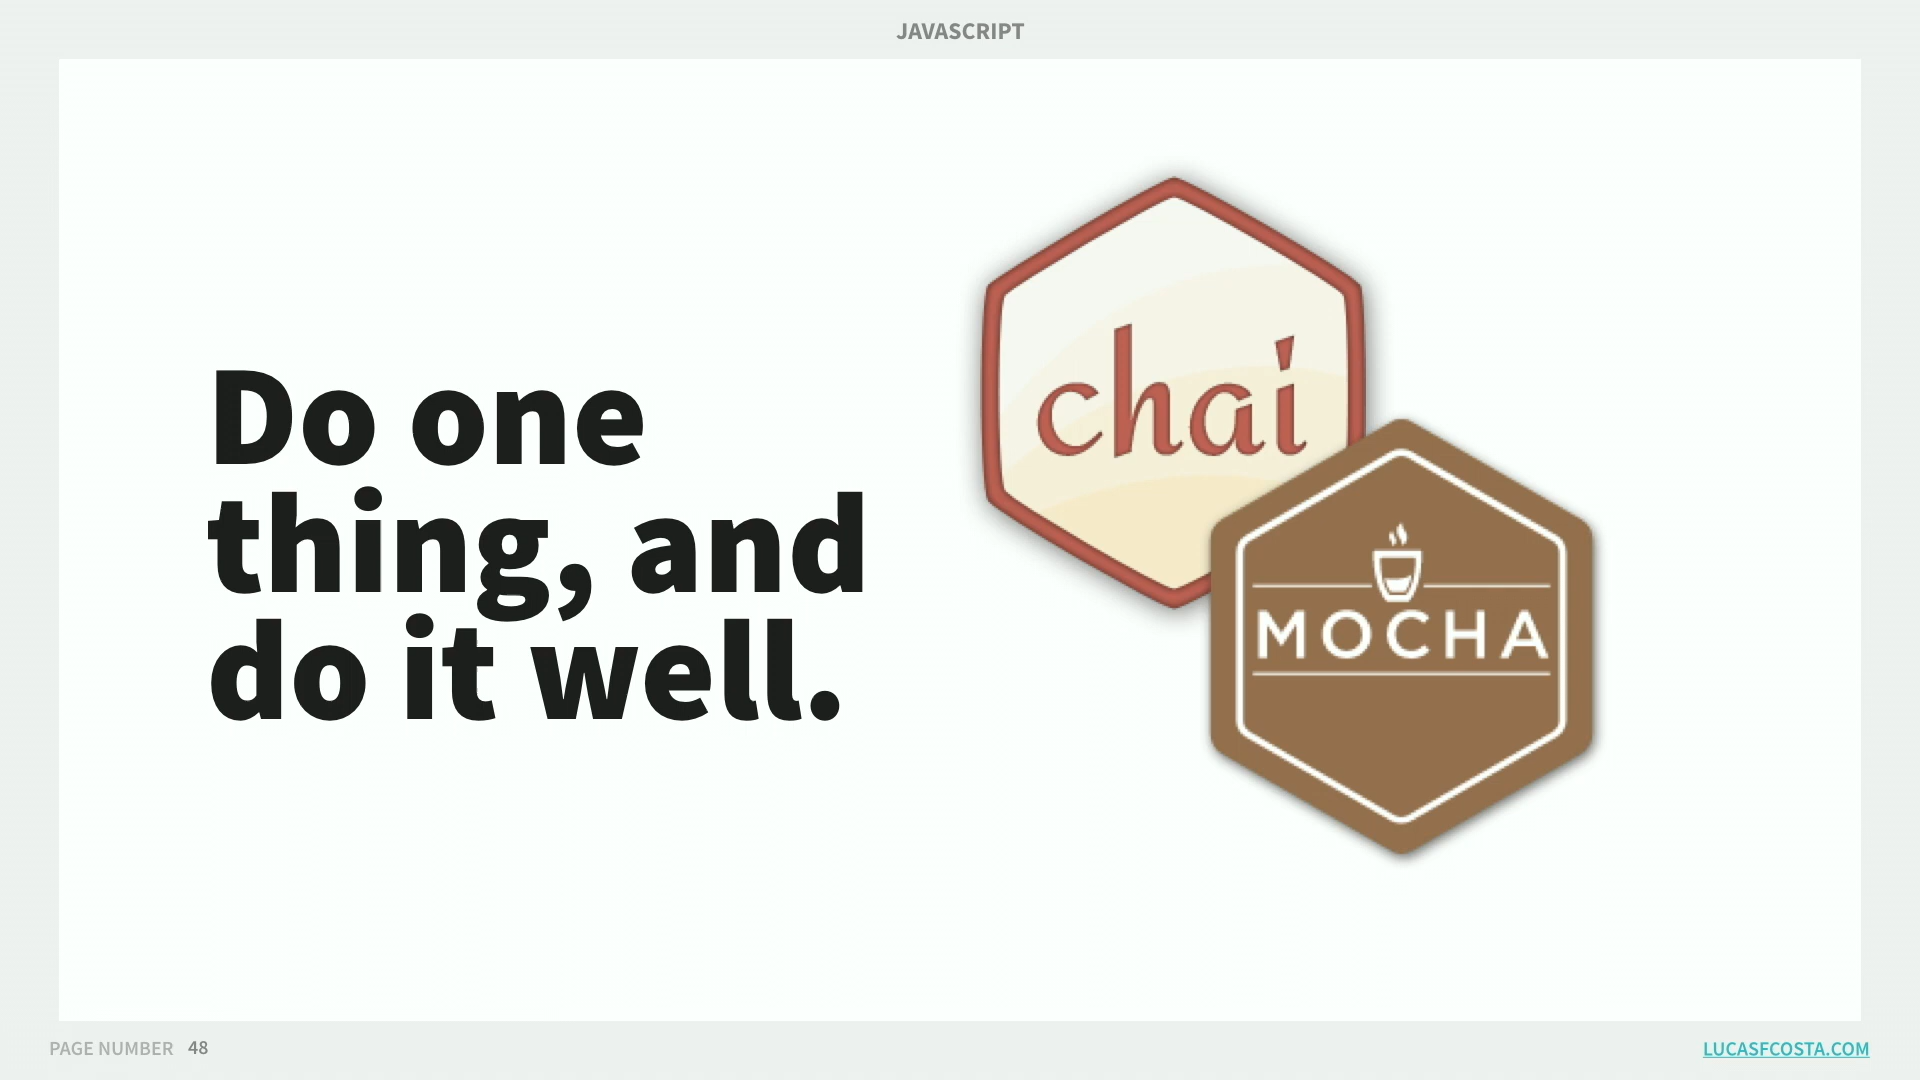 JAVASCRIPT
Do one
thing, and
do it well.
chai
MOCHA
PAGE NUMBER 48
LUCASFCOSTA.COM